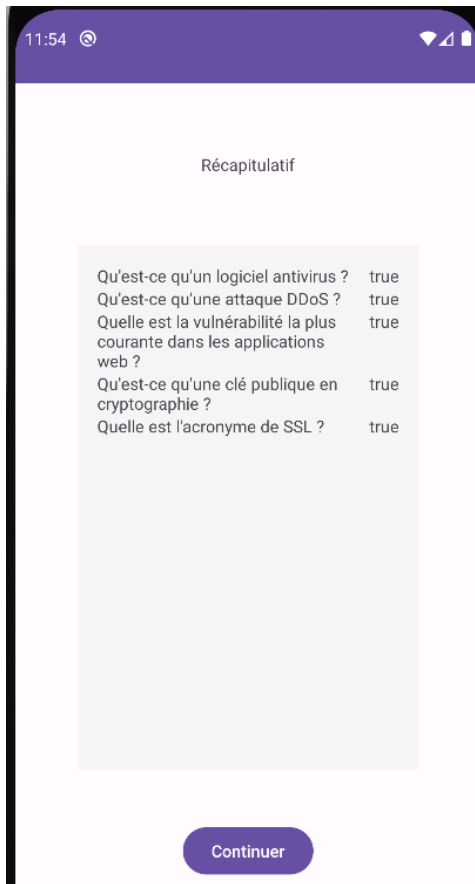 11:54
Récapitulatif
Qu'est-ce qu'un logiciel antivirus ? true
Qu'est-ce qu'une attaque DDoS ? true
Quelle est la vulnérabilité la plus true
courante dans les applications
web ?
Qu'est-ce qu'une clé publique en true
cryptographie ?
Quelle est l'acronyme de SSL ? true
Continuer